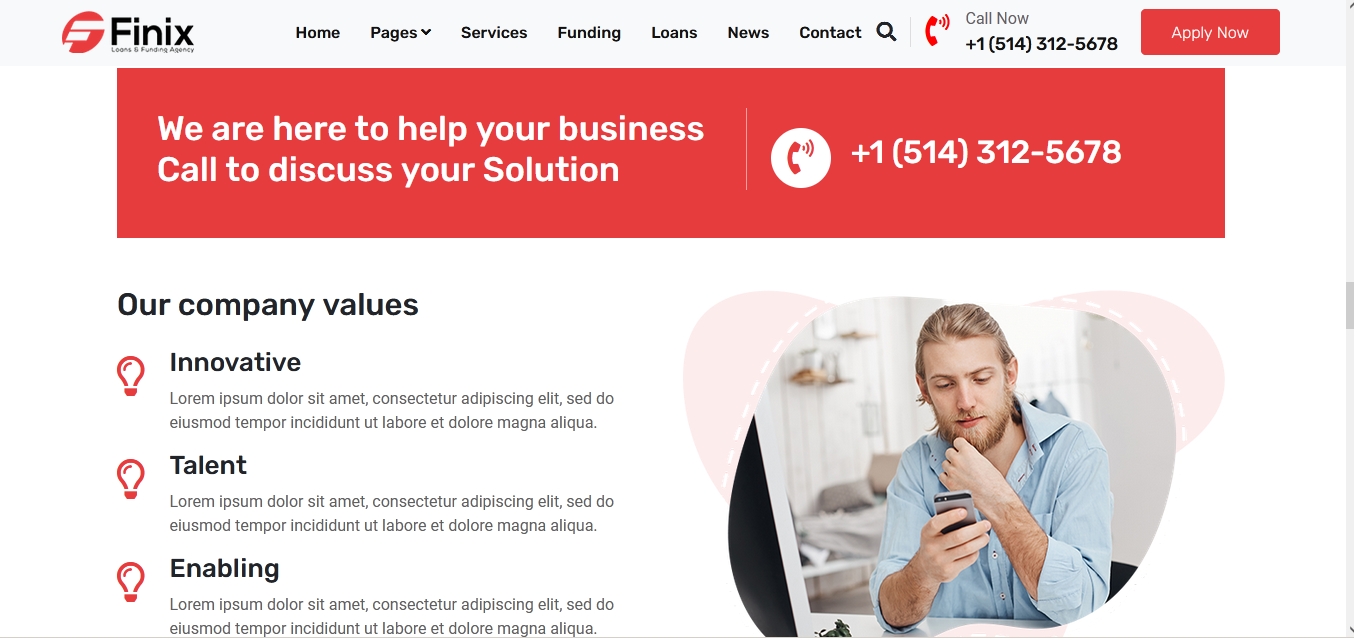 Finix
Loans & Funding Agency
Home
Pages
Services
Funding
Loans
News
Contact
Call Now
+1 (514) 312-5678
Apply Now
We are here to help your business
Call to discuss your Solution
+1 (514) 312-5678
Our company values
Innovative
Lorem ipsum dolor sit amet, consectetur adipiscing elit, sed do
eiusmod tempor incididunt ut labore et dolore magna aliqua.
Talent
Lorem ipsum dolor sit amet, consectetur adipiscing elit, sed do
eiusmod tempor incididunt ut labore et dolore magna aliqua.
Enabling
Lorem ipsum dolor sit amet, consectetur adipiscing elit, sed do
eiusmod tempor incididunt ut labore et dolore magna aliqua.